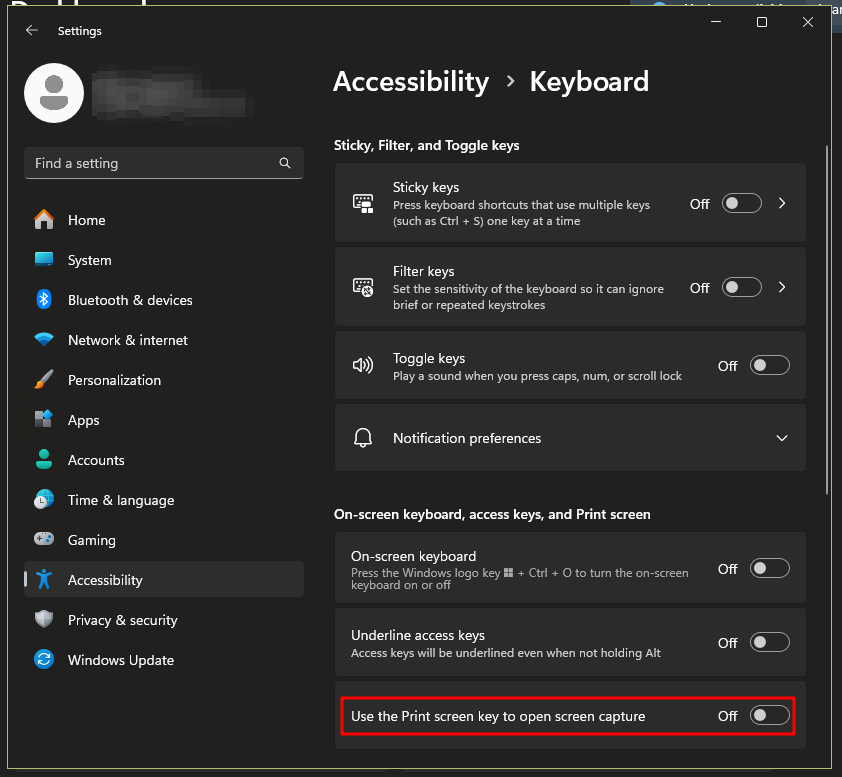 Settings
Accessibility > Keyboard
Find a setting
Home
System
Bluetooth & devices
Network & internet
Personalization
Apps
Accounts
Time & language
Gaming
Accessibility
Privacy & security
Windows Update
Sticky, Filter, and Toggle keys
Sticky keys
Press keyboard shortcuts that use multiple keys
(such as Ctrl + S) one key at a time
Off
Filter keys
Set the sensitivity of the keyboard so it can ignore
brief or repeated keystrokes
Off
Toggle keys
Play a sound when you press caps, num, or scroll lock
Off
Notification preferences
On-screen keyboard, access keys, and Print screen
On-screen keyboard
Press the Windows logo key + Ctrl + O to turn the on-screen
keyboard on or off
Off
Underline access keys
Access keys will be underlined even when not holding Alt
Off
Use the Print screen key to open screen capture
Off